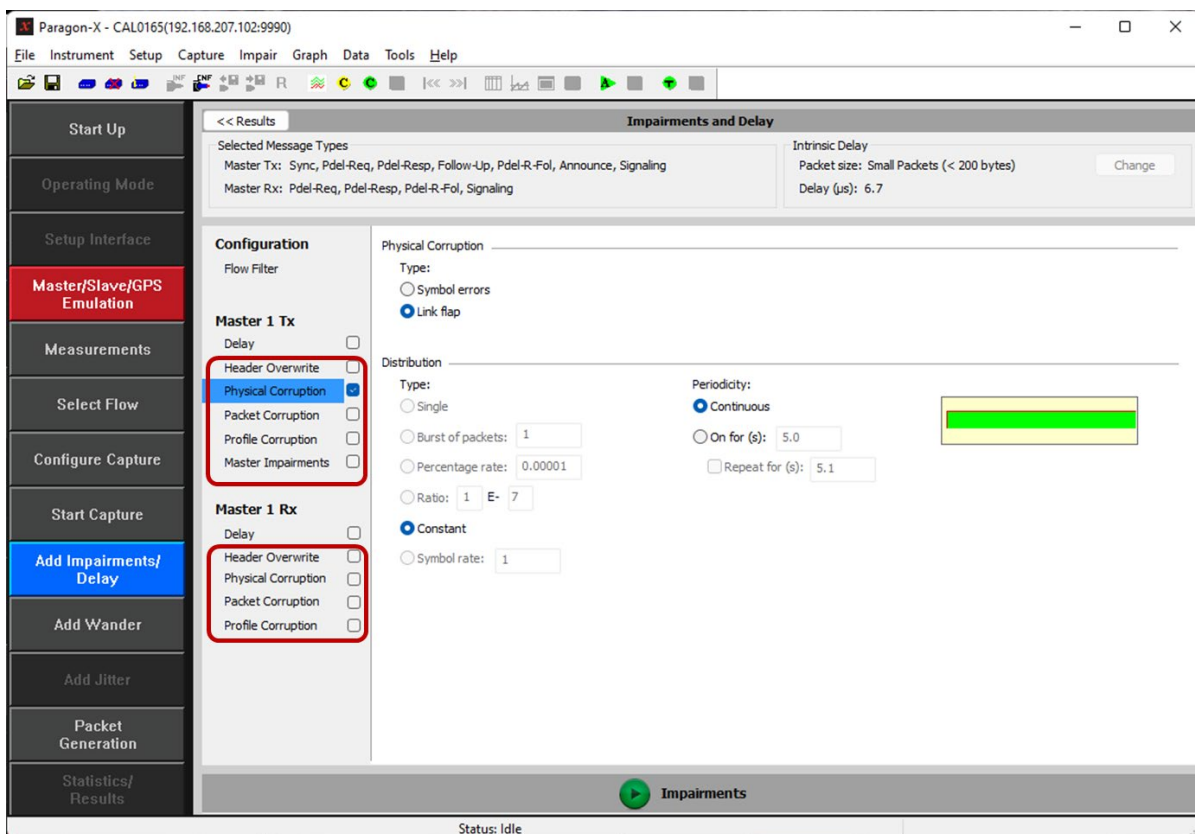 Paragon-X - CAL0165(192.168.207.102:9990)
File Instrument Setup Capture Impair Graph Data Tools Help
Start Up
Operating Mode
Setup Interface
Master/Slave/GPS
Emulation
Measurements
Select Flow
Configure Capture
Start Capture
Add Impairments/
Delay
Add Wander
Add Jitter
Packet
Generation
Statistics/
Results
<< Results
Impairments and Delay
Selected Message Types
Master Tx: Sync, Pdel-Req, Pdel-Resp, Follow-Up, Pdel-R-Fol, Announce, Signaling
Master Rx: Pdel-Req, Pdel-Resp, Pdel-R-Fol, Signaling
Intrinsic Delay
Packet size: Small Packets (< 200 bytes)
Change
Delay (µs): 6.7
Configuration
Flow Filter
Master 1 Tx
Delay
Header Overwrite
Physical Corruption
Packet Corruption
Profile Corruption
Master Impairments
Master 1 Rx
Delay
Header Overwrite
Physical Corruption
Packet Corruption
Profile Corruption
Physical Corruption
Type:
Symbol errors
Link flap
Distribution
Type:
Single
Burst of packets: 1
Percentage rate: 0.00001
Ratio: 1 E- 7
Constant
Symbol rate: 1
Periodicity:
Continuous
On for (s): 5.0
Repeat for (s): 5.1
Impairments
Status: Idle